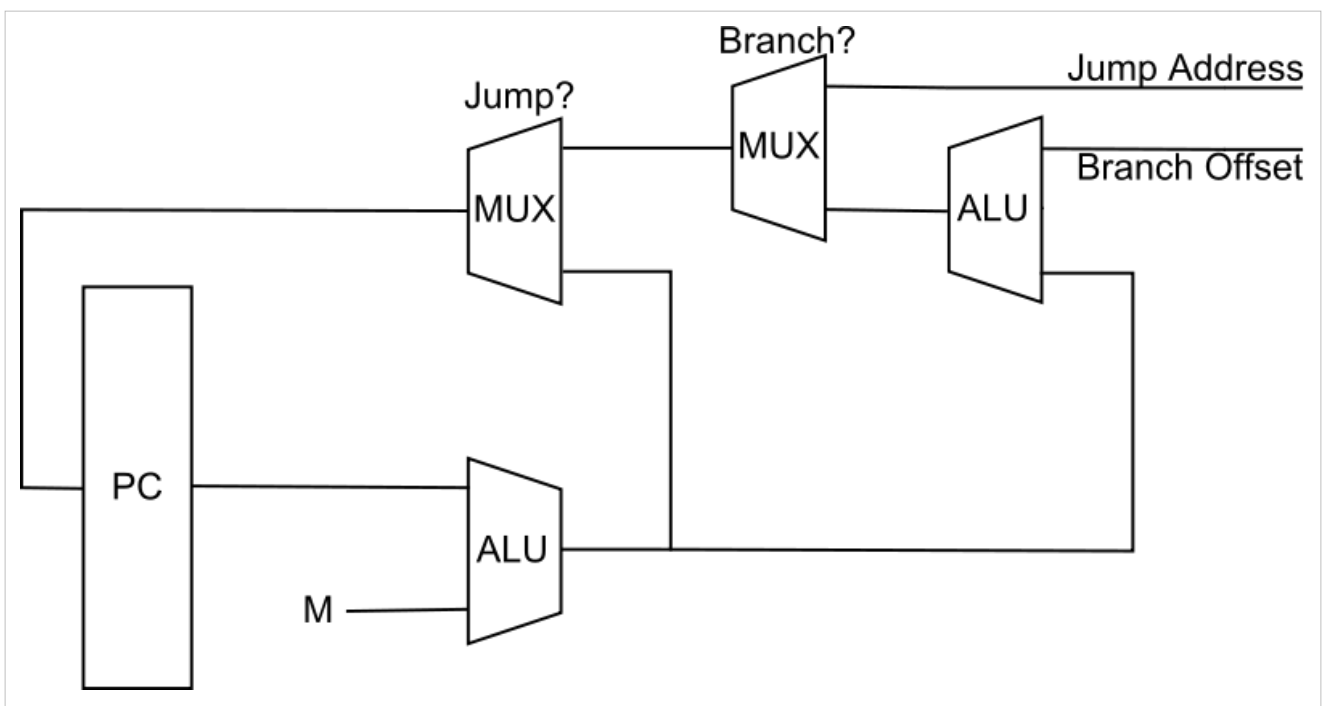 Branch?
Jump Address
Jump?
MUX
Branch Offset
MUX
ALU
PC
ALU
M